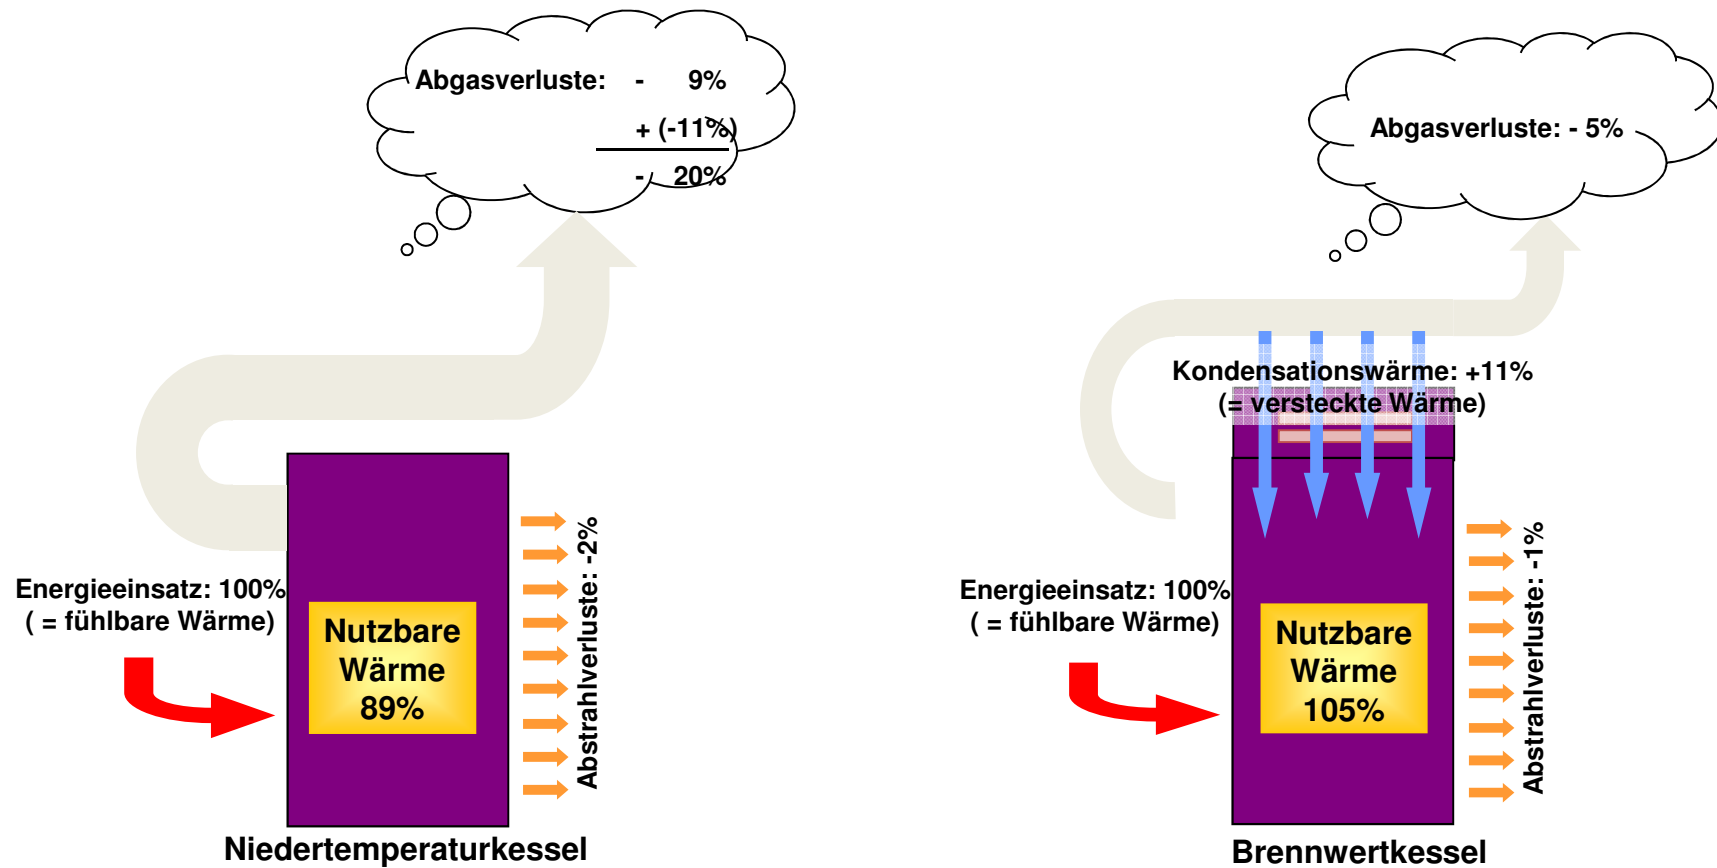 Abgasverluste: - 9%
+ (-11%)
- 20%
Energieeinsatz: 100%
( = fühlbare Wärme)
Nutzbare
Wärme
89%
Abstrahlverluste: -2%
Niedertemperaturkessel
Abgasverluste: - 5%
Kondensationswärme: +11%
(= versteckte Wärme)
Energieeinsatz: 100%
( = fühlbare Wärme)
Nutzbare
Wärme
105%
Abstrahlverluste: -1%
Brennwertkessel